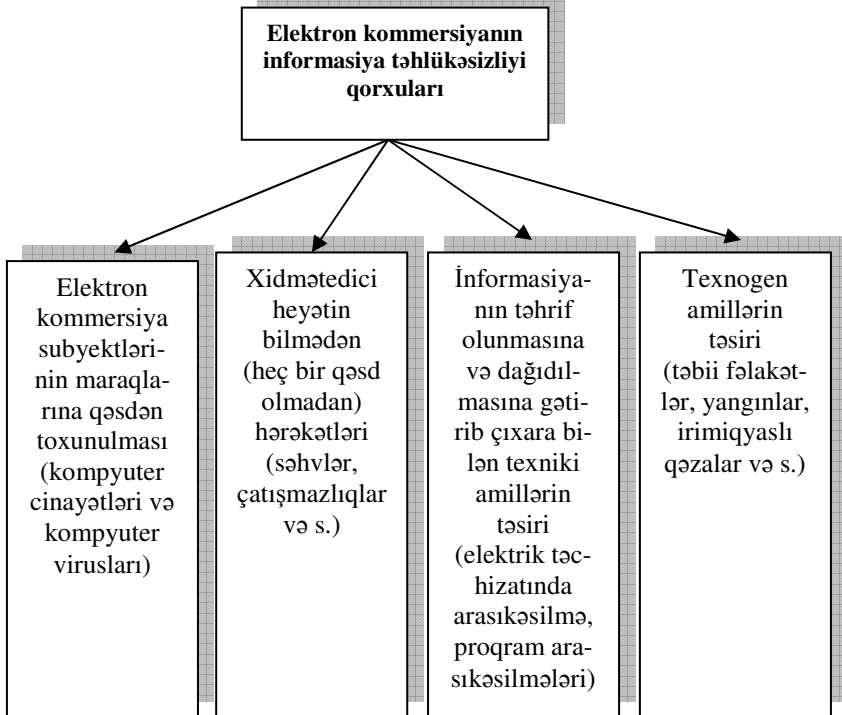 Elektron kommersiyanın
informasiya təhlükəsizliyi
qorxuları
Elektron
kommersiya
subyektləri-
nin maraqla-
rına qəsdən
toxunulması
(kompyuter
cinayətləri və
kompyuter
virusları)
Xidmətedici
heyətin
bilmədən
(heç bir qəsd
olmadan)
hərəkətləri
(səhvlər,
çatışmazlıqlar
və s.)
İnformasiya-
nın təhrif
olunmasına
və dağıdıl-
masına gəti-
rib çıxara bi-
lən texniki
amillərin
təsiri
(elektrik təc-
hizatında
arasıkəsilmə,
proqram ara-
sıkəsilmələri)
Texnogen
amillərin
təsiri
(təbii fəlakət-
lər, yangınlar,
irimiqyaslı
qəzalar və s.)